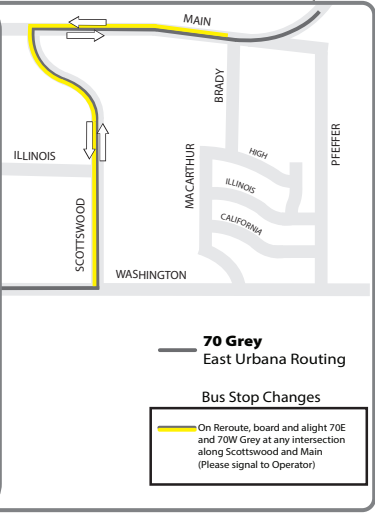 MAIN
BRADY
PFEFFER
MACARTHUR
HIGH
ILLINOIS
ILLINOIS
CALIFORNIA
SCOTTSWOOD
WASHINGTON
70 Grey
East Urbana Routing
Bus Stop Changes
On Reroute, board and alight 70E
and 70W Grey at any intersection
along Scottswood and Main
(Please signal to Operator)